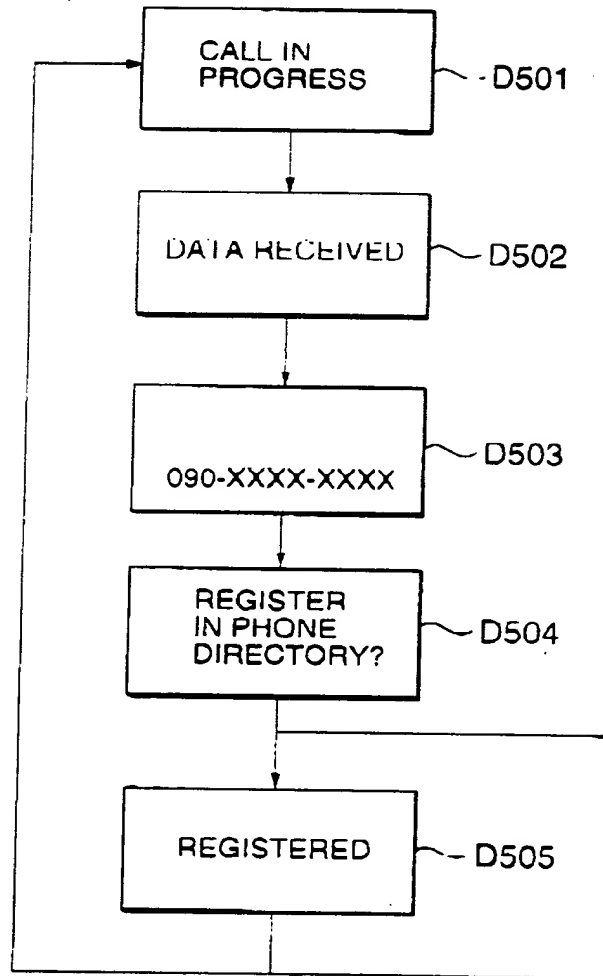 CALL IN
PROGRESS
D501
DATA RECEIVED
D502
090-XXXX-XXXX
D503
REGISTER
IN PHONE
DIRECTORY?
D504
REGISTERED
D505